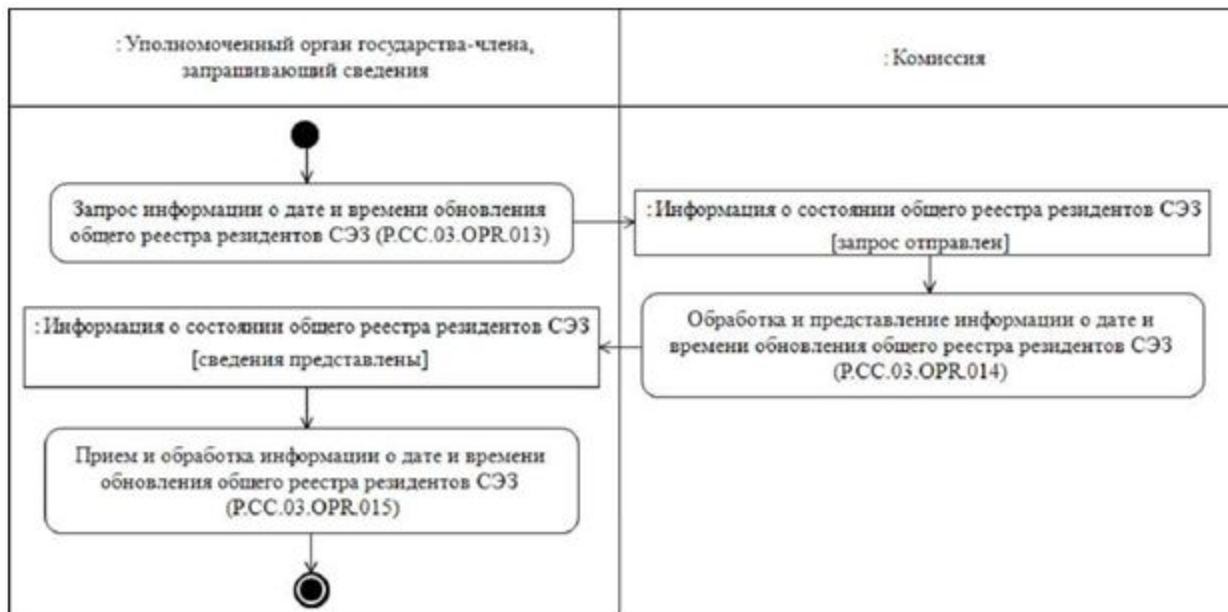 : Уполномоченный орган государства-члена,
запрашивающий сведения
: Комиссия
Запрос информации о дате и времени обновления
общего реестра резидентов СЭЗ (P.CC.03.OPR.013)
: Информация о состоянии общего реестра резидентов СЭЗ
[запрос отправлен]
Обработка и представление информации о дате и
времени обновления общего реестра резидентов СЭЗ
(P.CC.03.OPR.014)
: Информация о состоянии общего реестра резидентов СЭЗ
[сведения представлены]
Прием и обработка информации о дате и времени
обновления общего реестра резидентов СЭЗ
(P.CC.03.OPR.015)